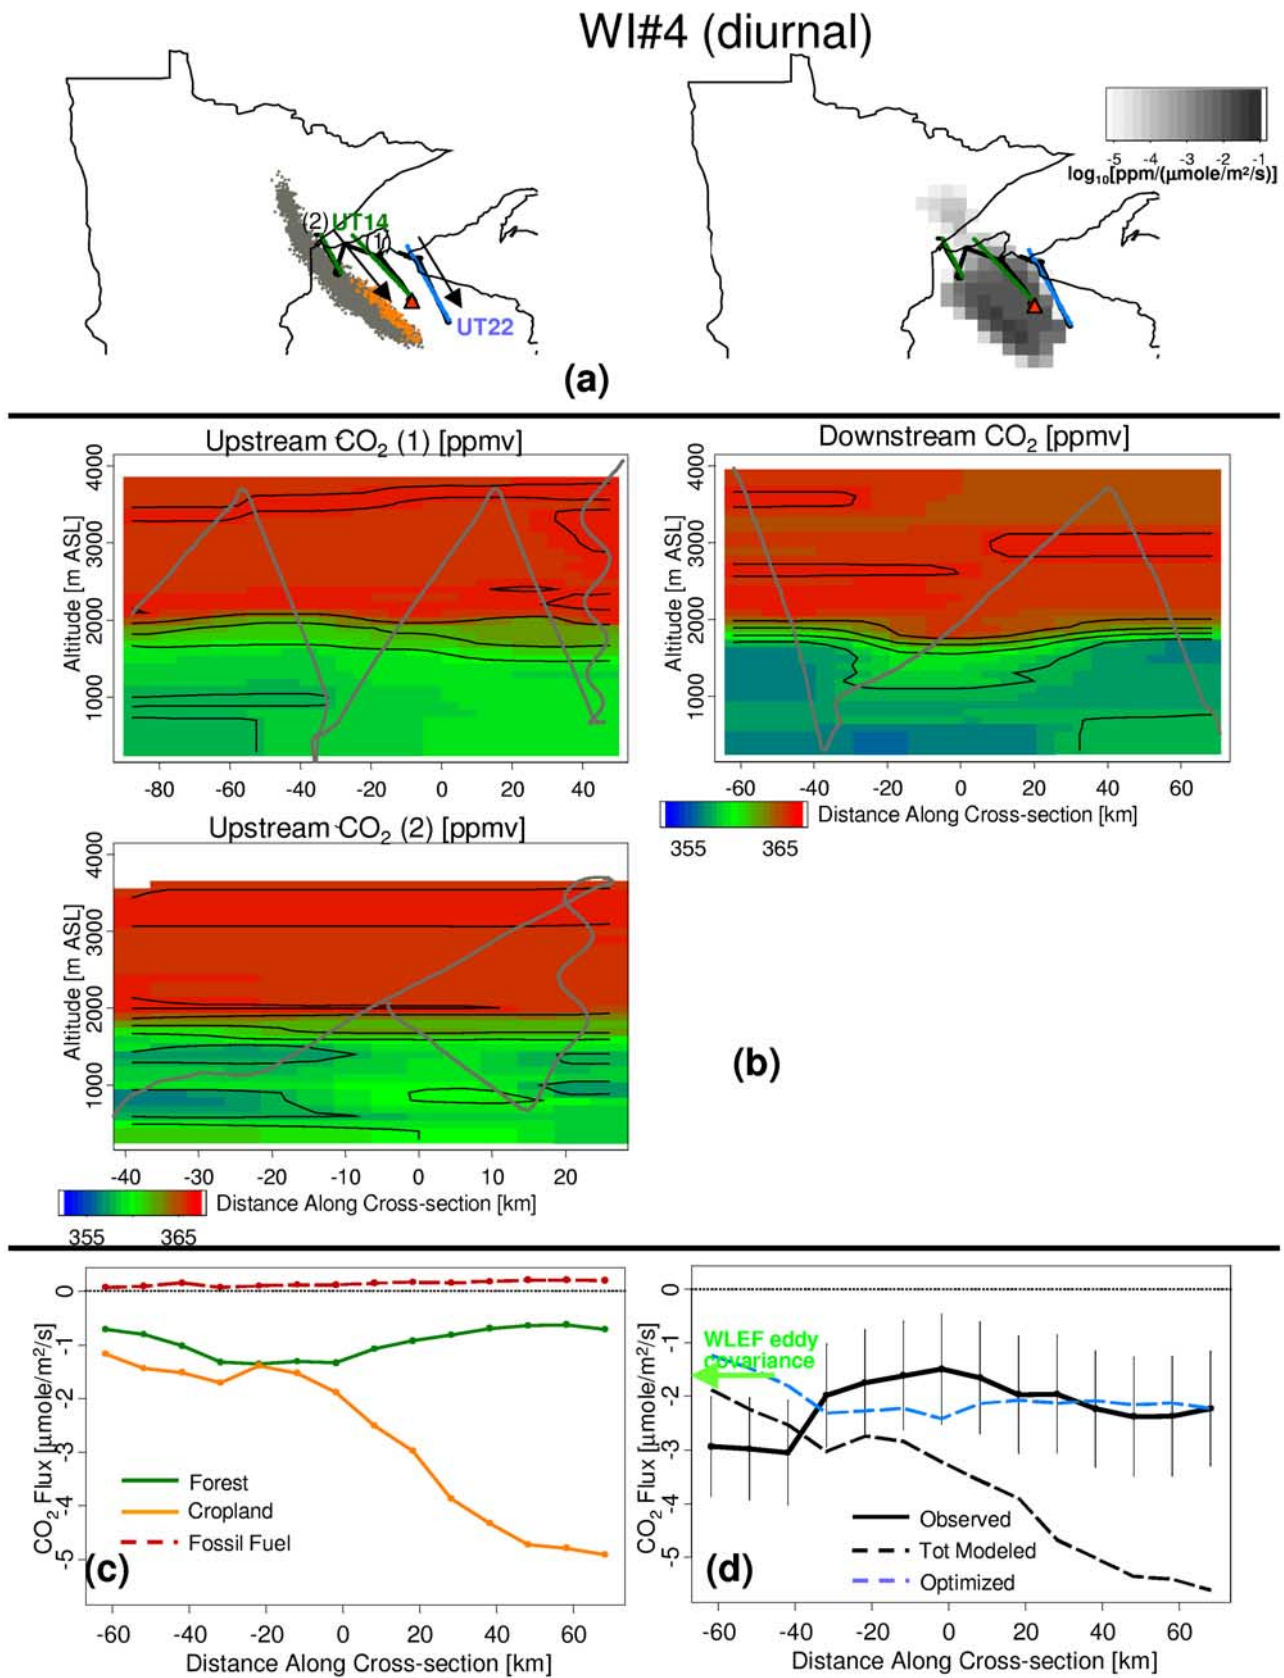 WI#4 (diurnal)
(2) UT14
(1)
UT22
-5 -4 -3 -2 -1
log10[ppm/(μmole/m²/s)]
(a)
Upstream CO2 (1) [ppmv]
Downstream CO2 [ppmv]
Altitude [m ASL]
1000 2000 3000 4000
-80 -60 -40 -20 0 20 40
Altitude [m ASL]
1000 2000 3000 4000
-60 -40 -20 0 20 40 60
Distance Along Cross-section [km]
355 365
Upstream CO2 (2) [ppmv]
Altitude [m ASL]
1000 2000 3000 4000
-40 -30 -20 -10 0 10 20
Distance Along Cross-section [km]
355 365
(b)
CO2 Flux [μmole/m²/s]
0 -1 -2 -3 -4 -5
Forest
Cropland
Fossil Fuel
(c)
-60 -40 -20 0 20 40 60
Distance Along Cross-section [km]
CO2 Flux [μmole/m²/s]
0 -1 -2 -3 -5
WLEF eddy
covariance
Observed
Tot Modeled
Optimized
(d)
-60 -40 -20 0 20 40 60
Distance Along Cross-section [km]